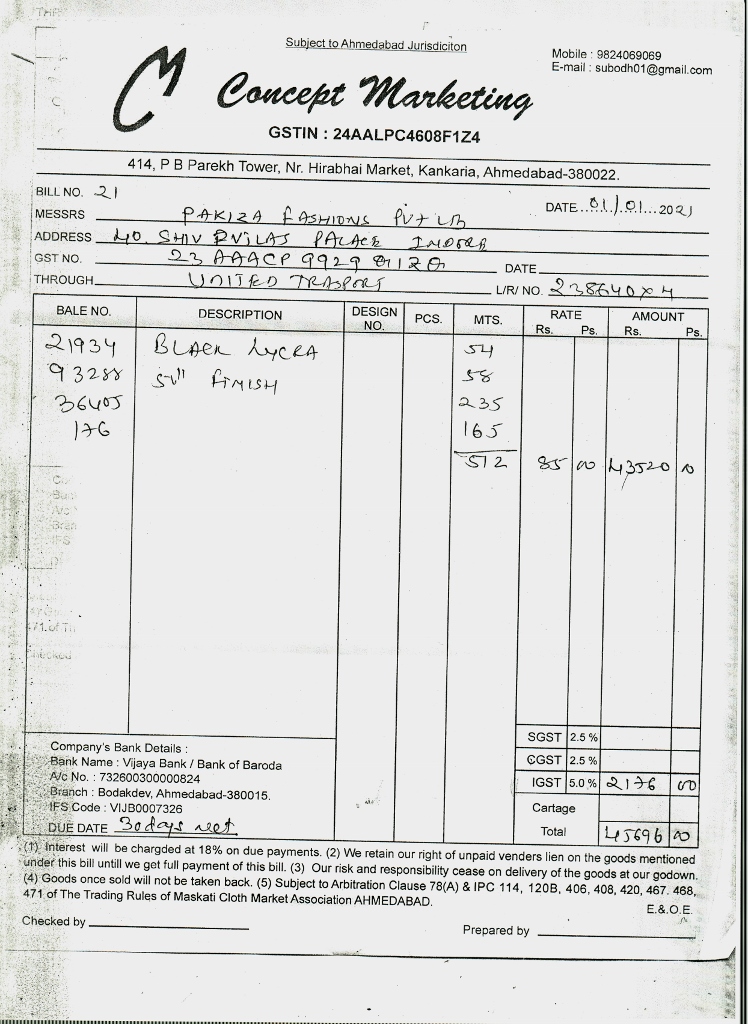 Subject to Ahmedabad Jurisdiciton
Mobile : 9824069069
E-mail : subodh01@gmail.com
CM
Concept Marketing
GSTIN : 24AALPC4608F1Z4
414, P B Parekh Tower, Nr. Hirabhai Market, Kankaria, Ahmedabad-380022.
BILL NO. 21
DATE 01/01 2021
MESSRS PAKIZA FASHIONS PVT LTD
ADDRESS 40. SHIV VILAS PALACE INDORE
GST NO. 23 AAACP 9929 DATE
THROUGH UNITED TRASPORT L/R/ NO. 238640x4
BALE NO. DESCRIPTION DESIGN NO. PCS. MTS. RATE Rs. Ps. AMOUNT Rs. Ps.
21934 BLACK LYCRA 54
93288 FINISH 58
36405 235
176 165
512 85 00 43520 00
SGST 2.5 %
CGST 2.5 %
IGST 5.0 % 2176 00
Cartage
Total 45696 00
Company's Bank Details :
Bank Name : Vijaya Bank / Bank of Baroda
A/c No. : 732600300000824
Branch : Bodakdev, Ahmedabad-380015.
IFS Code : VIJB0007326
DUE DATE 30 days net
(1) Interest will be chargded at 18% on due payments. (2) We retain our right of unpaid venders lien on the goods mentioned
under this bill untill we get full payment of this bill. (3) Our risk and responsibility cease on delivery of the goods at our godown.
(4) Goods once sold will not be taken back. (5) Subject to Arbitration Clause 78(A) & IPC 114, 120B, 406, 408, 420, 467. 468,
471 of The Trading Rules of Maskati Cloth Market Association AHMEDABAD.
E.&.O.E.
Checked by
Prepared by